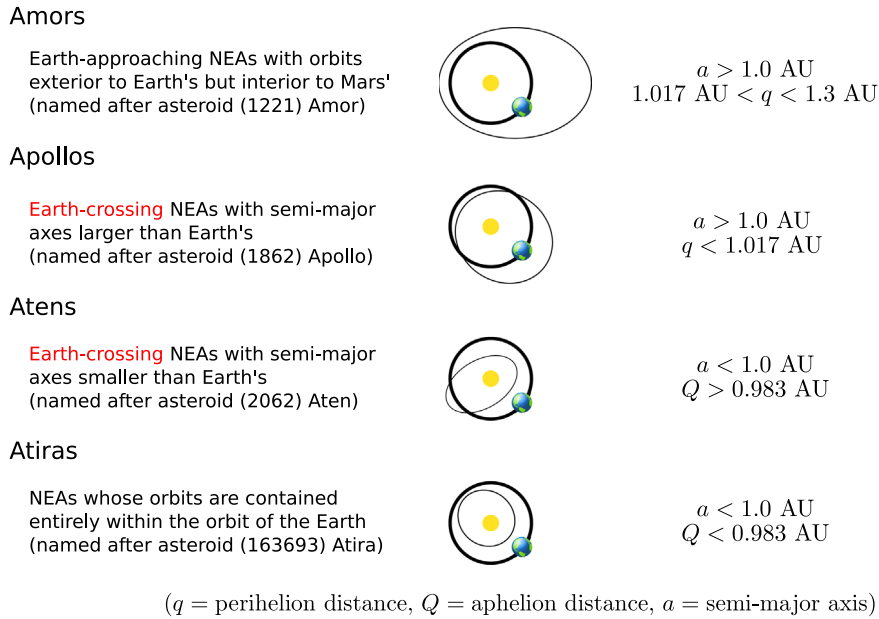 Amors
Earth-approaching NEAs with orbits
exterior to Earth's but interior to Mars'
(named after asteroid (1221) Amor)
a > 1.0 AU
1.017 AU < q < 1.3 AU
Apollos
Earth-crossing NEAs with semi-major
axes larger than Earth's
(named after asteroid (1862) Apollo)
a > 1.0 AU
q < 1.017 AU
Atens
Earth-crossing NEAs with semi-major
axes smaller than Earth's
(named after asteroid (2062) Aten)
a < 1.0 AU
Q > 0.983 AU
Atiras
NEAs whose orbits are contained
entirely within the orbit of the Earth
(named after asteroid (163693) Atira)
a < 1.0 AU
Q < 0.983 AU
(q = perihelion distance, Q = aphelion distance, a = semi-major axis)